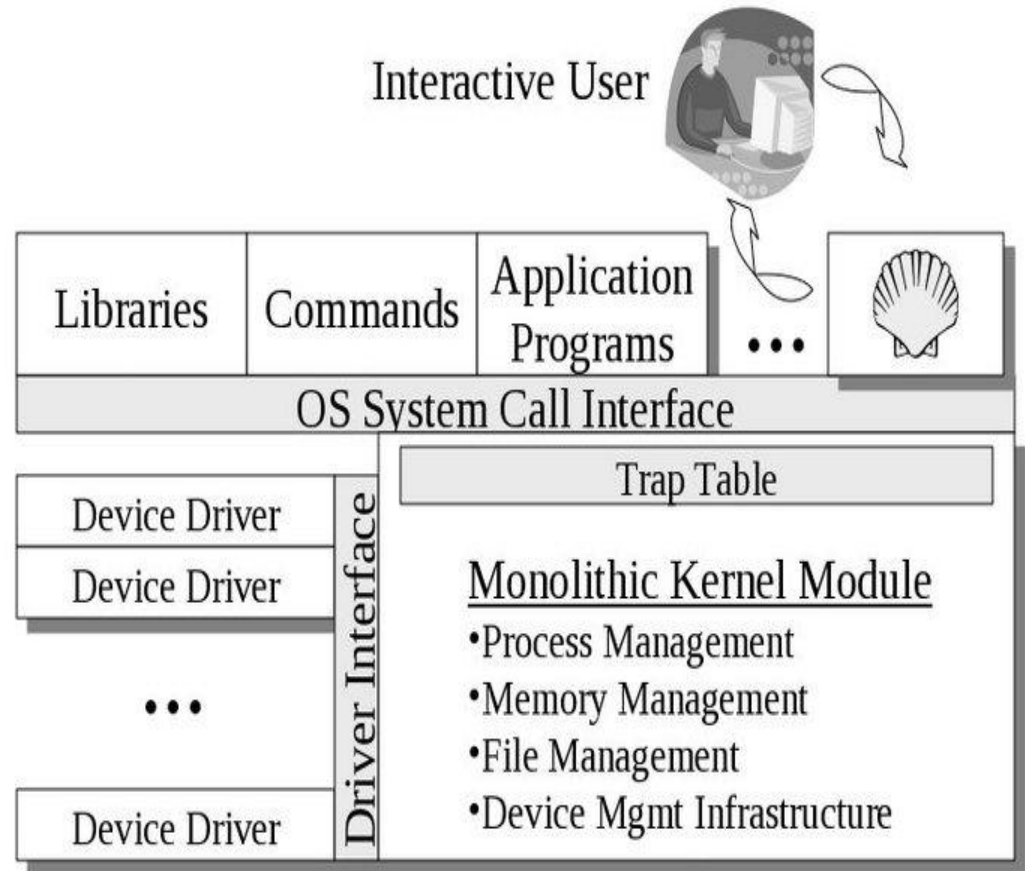 Interactive User
Libraries
Commands
Application
Programs
•••
OS System Call Interface
Trap Table
Device Driver
Device Driver
•••
Device Driver
Driver Interface
Monolithic Kernel Module
•Process Management
•Memory Management
•File Management
•Device Mgmt Infrastructure